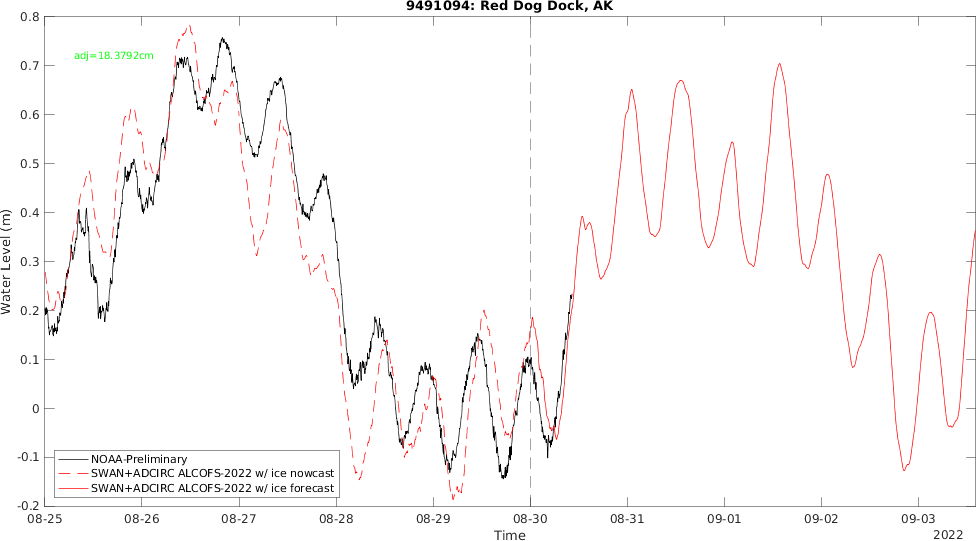 9491094: Red Dog Dock, AK
adj=18.3792cm
Water Level (m)
0.8
0.7
0.6
0.5
0.4
0.3
0.2
0.1
0
-0.1
-0.2
NOAA-Preliminary
SWAN+ADCIRC ALCOFS-2022 w/ ice nowcast
SWAN+ADCIRC ALCOFS-2022 w/ ice forecast
08-25 08-26 08-27 08-28 08-29 08-30 08-31 09-01 09-02 09-03
Time
2022